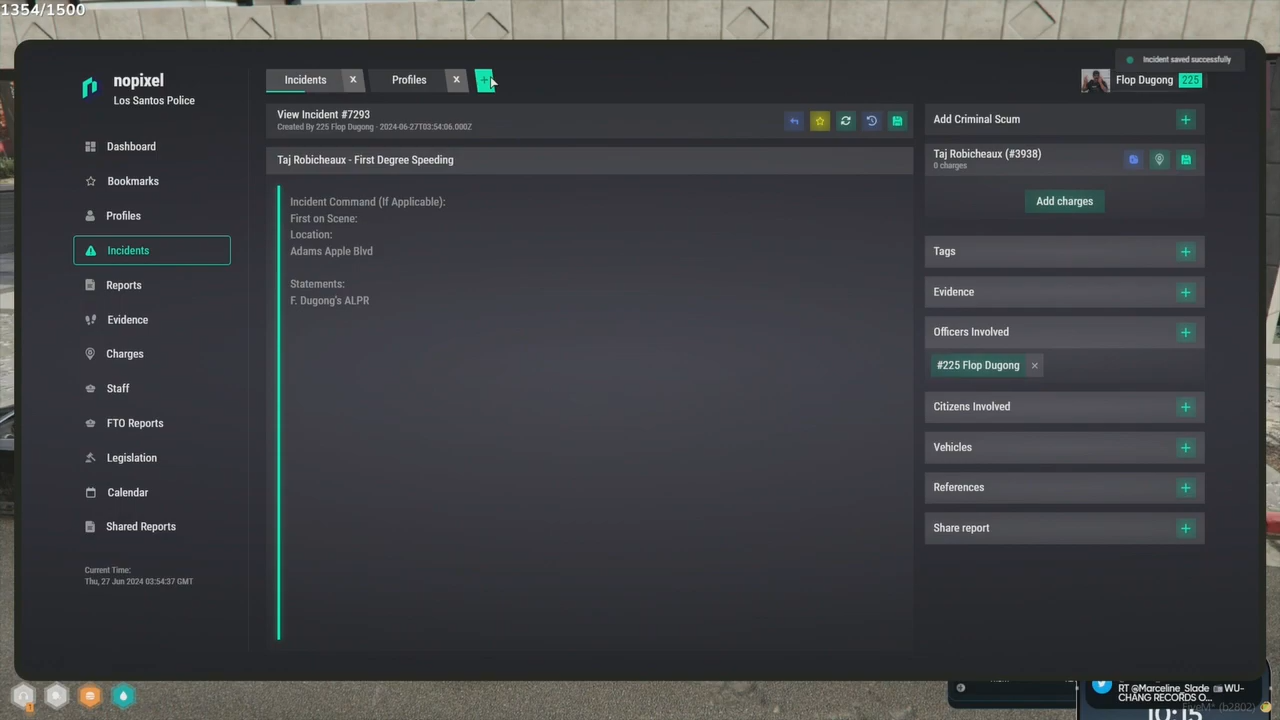 1354/1500
Incident saved successfully
nopixel
Los Santos Police
Incidents x
Profiles x
+
Flop Dugong 225
Dashboard
Bookmarks
Profiles
Incidents
Reports
Evidence
Charges
Staff
FTO Reports
Legislation
Calendar
Shared Reports
Current Time:
Thu, 27 Jun 2024 03:54:37 GMT
View Incident #7293
Created By 225 Flop Dugong - 2024-06-27T03:54:06.000Z
Taj Robicheaux - First Degree Speeding
Incident Command (If Applicable):
First on Scene:
Location:
Adams Apple Blvd
Statements:
F. Dugong's ALPR
Add Criminal Scum +
Taj Robicheaux (#3938)
0 charges
Add charges
Tags +
Evidence +
Officers Involved +
#225 Flop Dugong ×
Citizens Involved +
Vehicles +
References +
Share report +
RT @Marceline_Slade WU-
CHANG RECORDS O...
10:15
FiveM* (b2802)